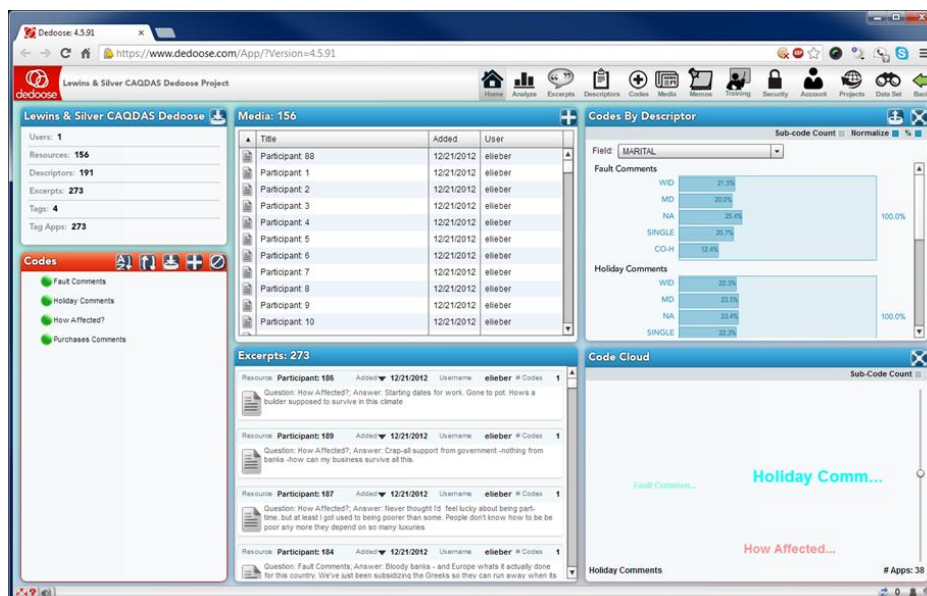 Dedoose: 4.5.91
https://www.dedoose.com/App/?Version=4.5.91
dedoose
Lewins & Silver CAQDAS Dedoose Project
Home Analyze Excerpts Descriptors Codes Media Memos Training Security Account Projects Data Set Back
Lewins & Silver CAQDAS Dedoose
Users: 1
Resources: 156
Descriptors: 191
Excerpts: 273
Tags: 4
Tag Apps: 273
Codes
Fault Comments
Holiday Comments
How Affected?
Purchases Comments
Media: 156
Title Added User
Participant: 88 12/21/2012 elieber
Participant: 1 12/21/2012 elieber
Participant: 2 12/21/2012 elieber
Participant: 3 12/21/2012 elieber
Participant: 4 12/21/2012 elieber
Participant: 5 12/21/2012 elieber
Participant: 6 12/21/2012 elieber
Participant: 7 12/21/2012 elieber
Participant: 8 12/21/2012 elieber
Participant: 9 12/21/2012 elieber
Participant: 10 12/21/2012 elieber
Excerpts: 273
Resource Participant: 186 Added 12/21/2012 Username elieber # Codes 1
Question: How Affected?; Answer: Starting dates for work. Gone to pot. Hows a
builder supposed to survive in this climate
Resource Participant: 189 Added 12/21/2012 Username elieber # Codes 1
Question: How Affected?; Answer: Crap-all support from government -nothing from
banks -how can my business survive all this.
Resource Participant: 187 Added 12/21/2012 Username elieber # Codes 1
Question: How Affected?; Answer: Never thought I'd feel lucky about being part-
time..but at least I got used to being poorer than some. People don't know how to be be
poor any more they depend on so many luxuries
Resource Participant: 184 Added 12/21/2012 Username elieber # Codes 1
Question: Fault Comments; Answer: Bloody banks - and Europe whats it actually done
for this country. We've just been subsidizing the Greeks so they can run away when its
Codes By Descriptor
Sub-code Count Normalize %
Field: MARITAL
Fault Comments
WID 21.5%
MD 20.0%
NA 25.4%
SINGLE 20.7%
CO-H 12.4%
100.0%
Holiday Comments
WID 22.3%
MD 23.5%
NA 23.4%
SINGLE 22.3%
100.0%
Code Cloud
Sub-Code Count
Fault Commen...
Holiday Comm...
How Affected...
Holiday Comments # Apps: 38
0